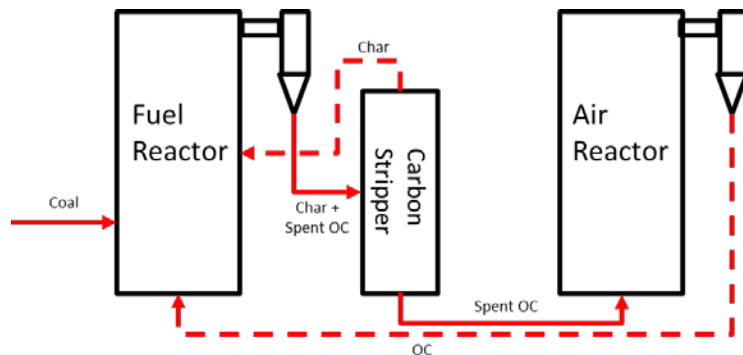 Char
Fuel
Reactor
Carbon
Stripper
Air
Reactor
Coal
Char +
Spent OC
Spent OC
OC